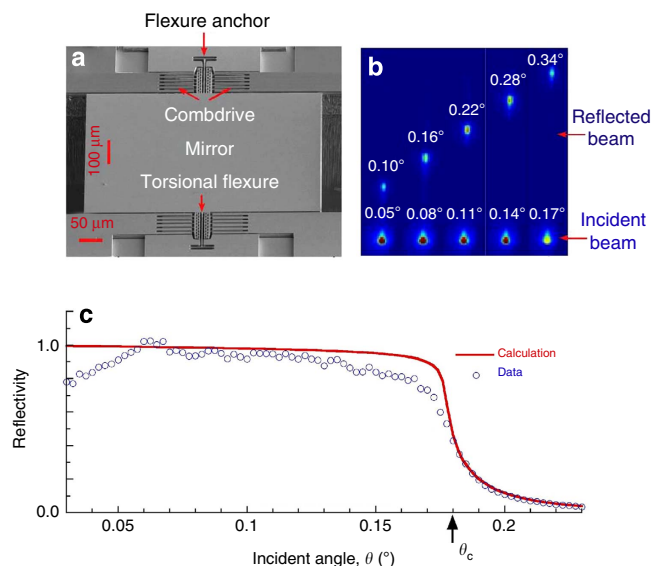 Flexure anchor
a
Combdrive
Mirror
Torsional flexure
100 μm
50 μm
b
0.34°
0.28°
0.22°
0.16°
0.10°
Reflected
beam
0.05° 0.08° 0.11° 0.14° 0.17°
Incident
beam
c
1.0
Reflectivity
0.0
Calculation
Data
0.05 0.1 0.15 0.2
θc
Incident angle, θ (°)